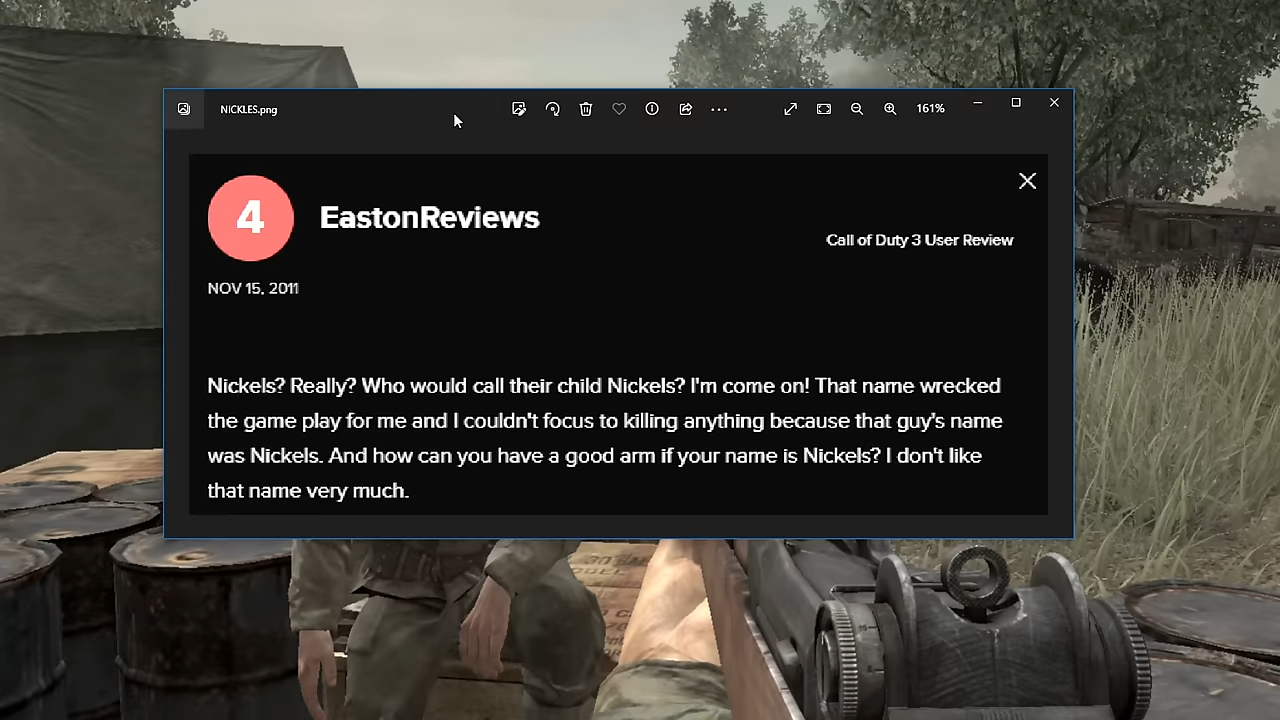 NICKLES.png
161%
4
EastonReviews
Call of Duty 3 User Review
NOV 15, 2011
Nickels? Really? Who would call their child Nickels? I'm come on! That name wrecked
the game play for me and I couldn't focus to killing anything because that guy's name
was Nickels. And how can you have a good arm if your name is Nickels? I don't like
that name very much.